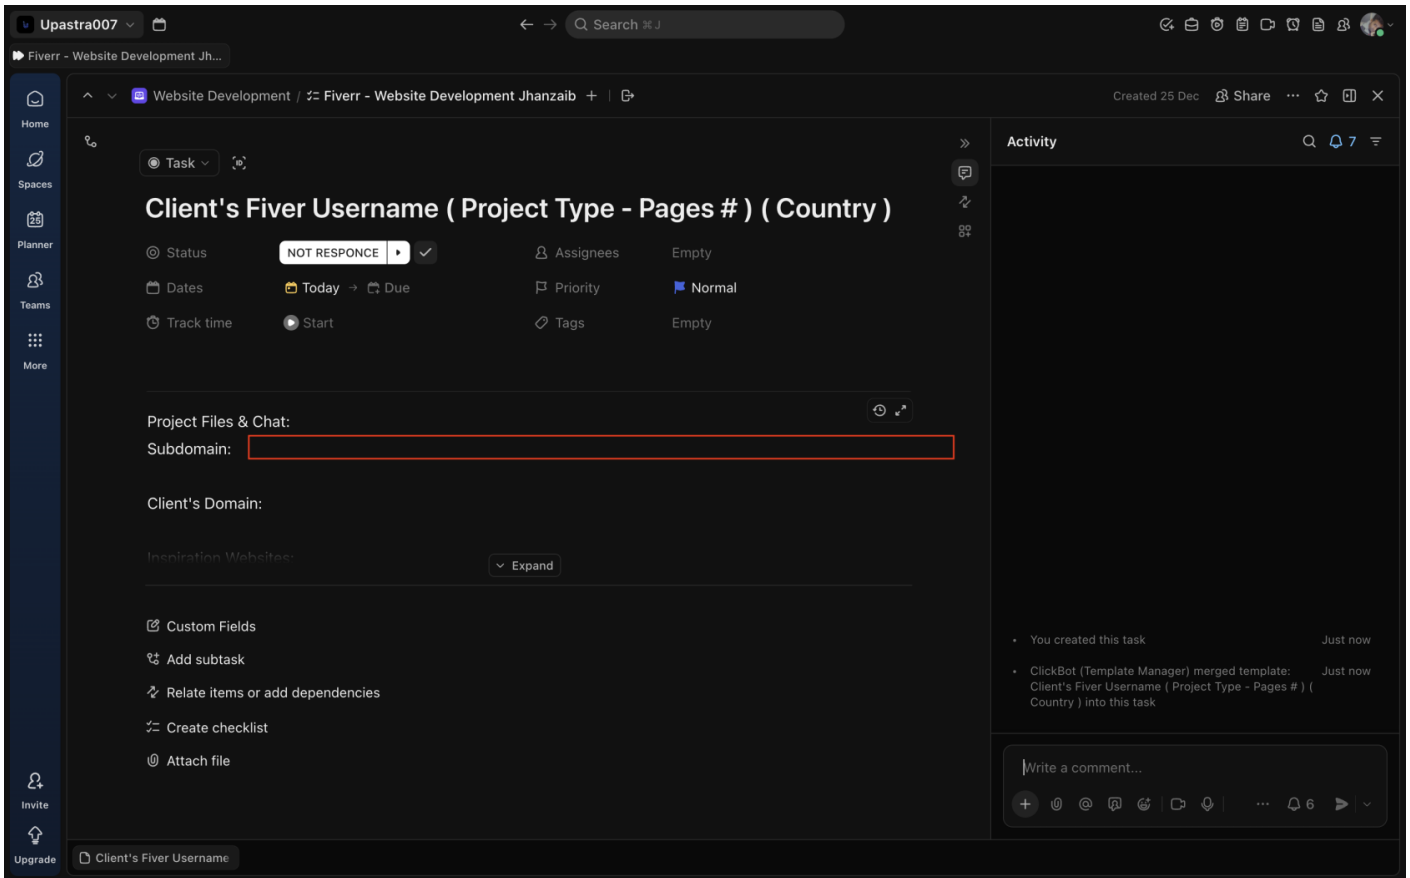 Upastra007
Search ⌘J
Fiverr - Website Development Jh...
Home
Spaces
25
Planner
Teams
More
Invite
Upgrade
Website Development / Fiverr - Website Development Jhanzaib
Created 25 Dec
Share
Task
ID
Client's Fiver Username ( Project Type - Pages # ) ( Country )
Status
NOT RESPONCE
Assignees
Empty
Dates
Today → Due
Priority
Normal
Track time
Start
Tags
Empty
Project Files & Chat:
Subdomain:
Client's Domain:
Inspiration Websites:
Expand
Custom Fields
Add subtask
Relate items or add dependencies
Create checklist
Attach file
Activity
7
You created this task
Just now
ClickBot (Template Manager) merged template:
Just now
Client's Fiver Username ( Project Type - Pages # ) (
Country ) into this task
Write a comment...
6
Client's Fiver Username